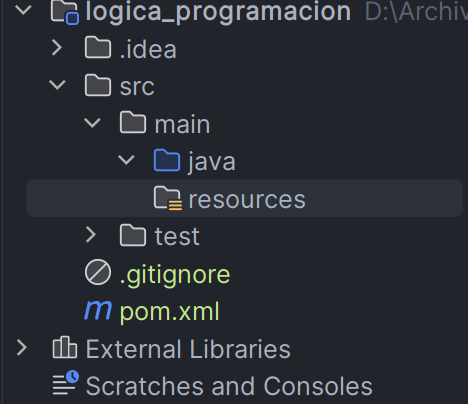 logica_programacion D:\Archiv
.idea
src
main
java
resources
test
.gitignore
pom.xml
External Libraries
Scratches and Consoles